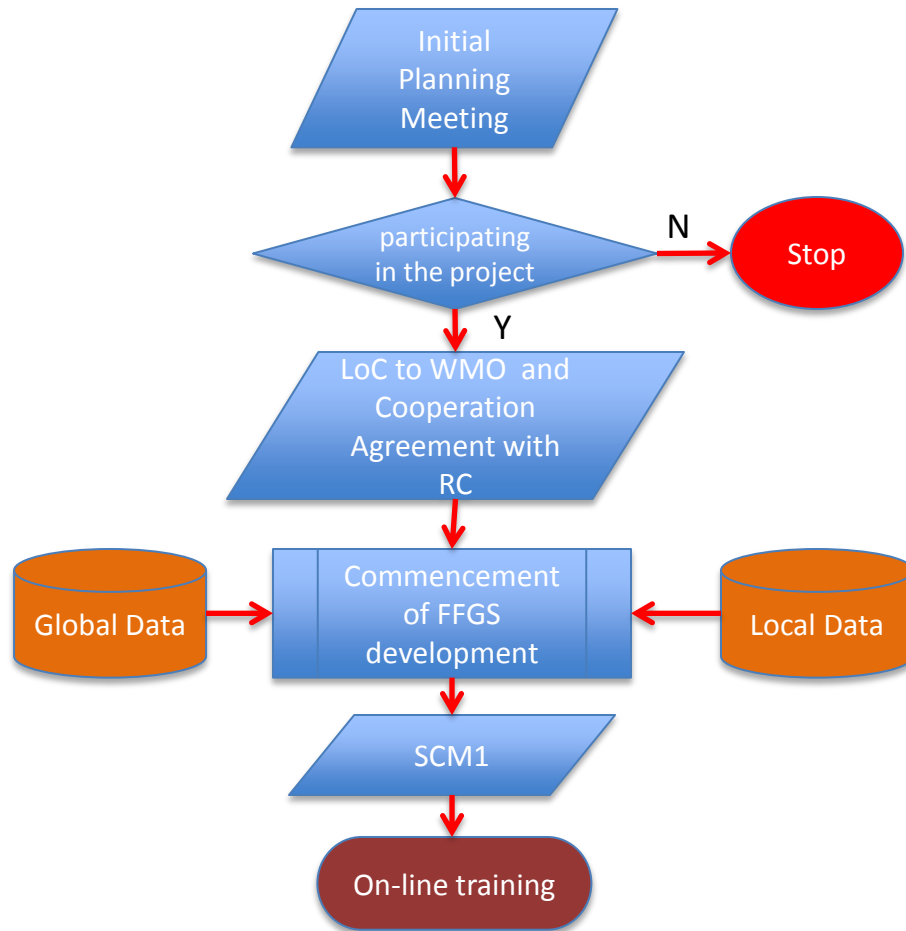 Initial
Planning
Meeting
participating
in the project
N
Stop
Y
LoC to WMO and
Cooperation
Agreement with
RC
Global Data
Commencement
of FFGS
development
Local Data
SCM1
On-line training